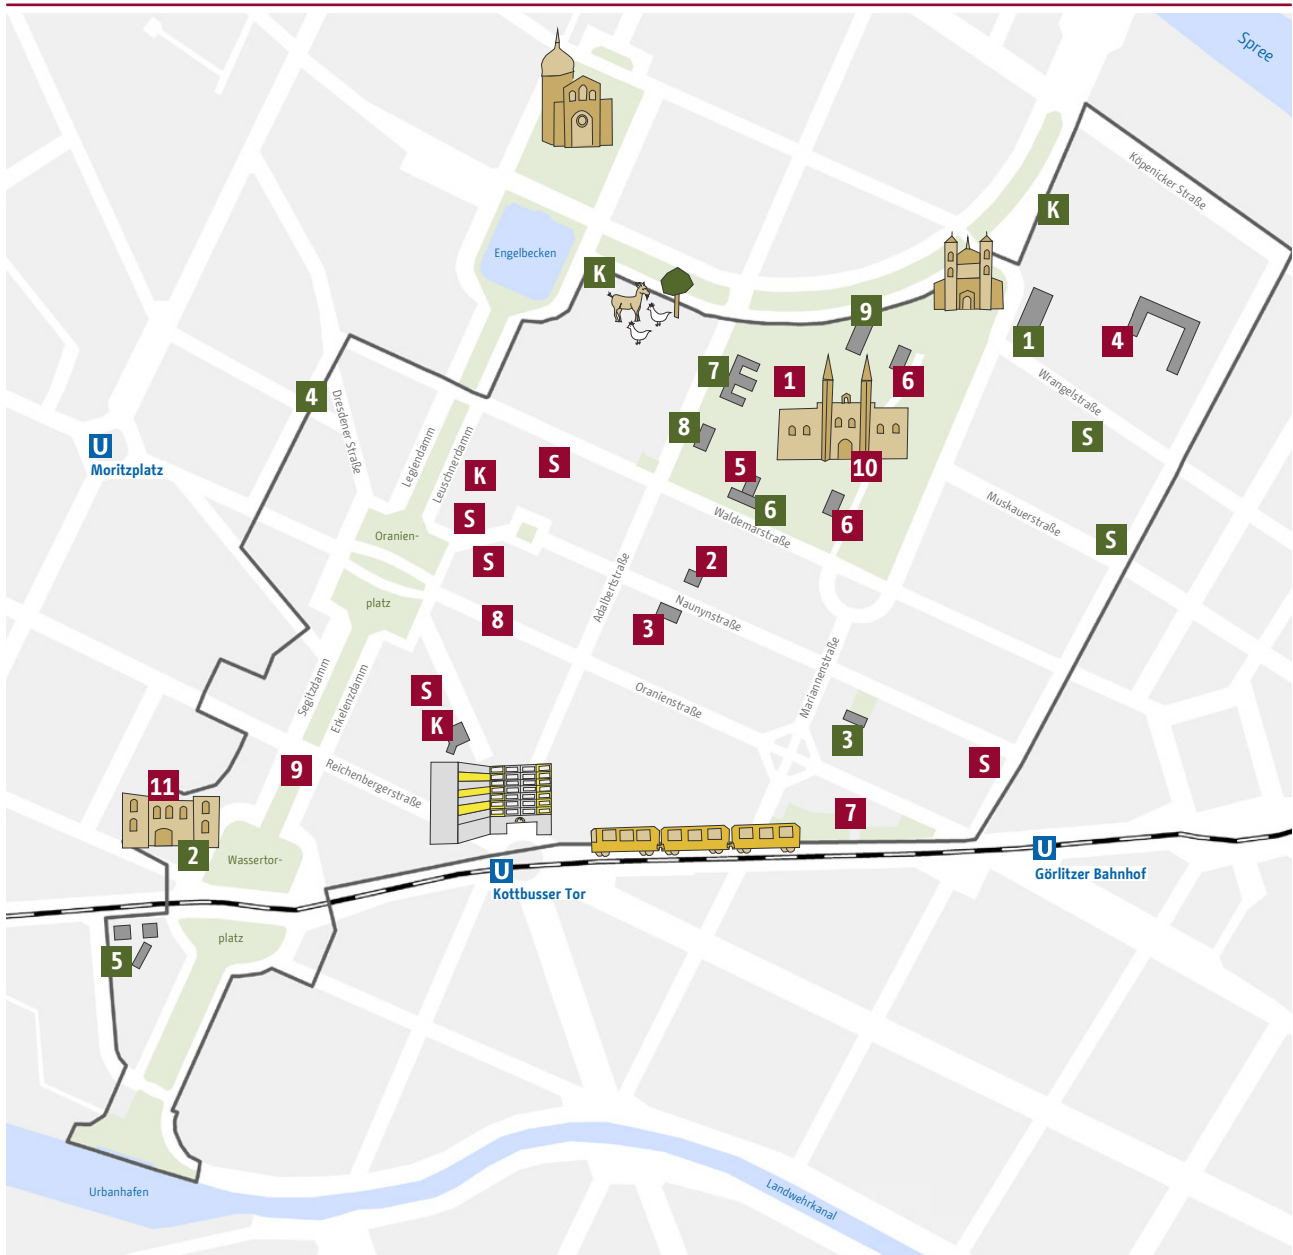 Spree
Köpenicker Straße
K
Engelbecken
K
9
1
4
6
7
1
Wrangelstraße
4
Dresdener Straße
8
S
U
Moritzplatz
Legiendamm
Leuschnerdamm
K
S
5
10
6
6
Muskauerstraße
S
S
Waldemarstraße
Oranien-
S
2
Adalbertstraße
platz
8
3
Naunynstraße
Segitzdamm
Erkelenzdamm
S
K
Oranienstraße
Mariannenstraße
3
S
9
Reichenbergerstraße
11
7
2
Wassertor-
U
Kottbusser Tor
U
Görlitzer Bahnhof
platz
5
Urbanhafen
Landwehrkanal